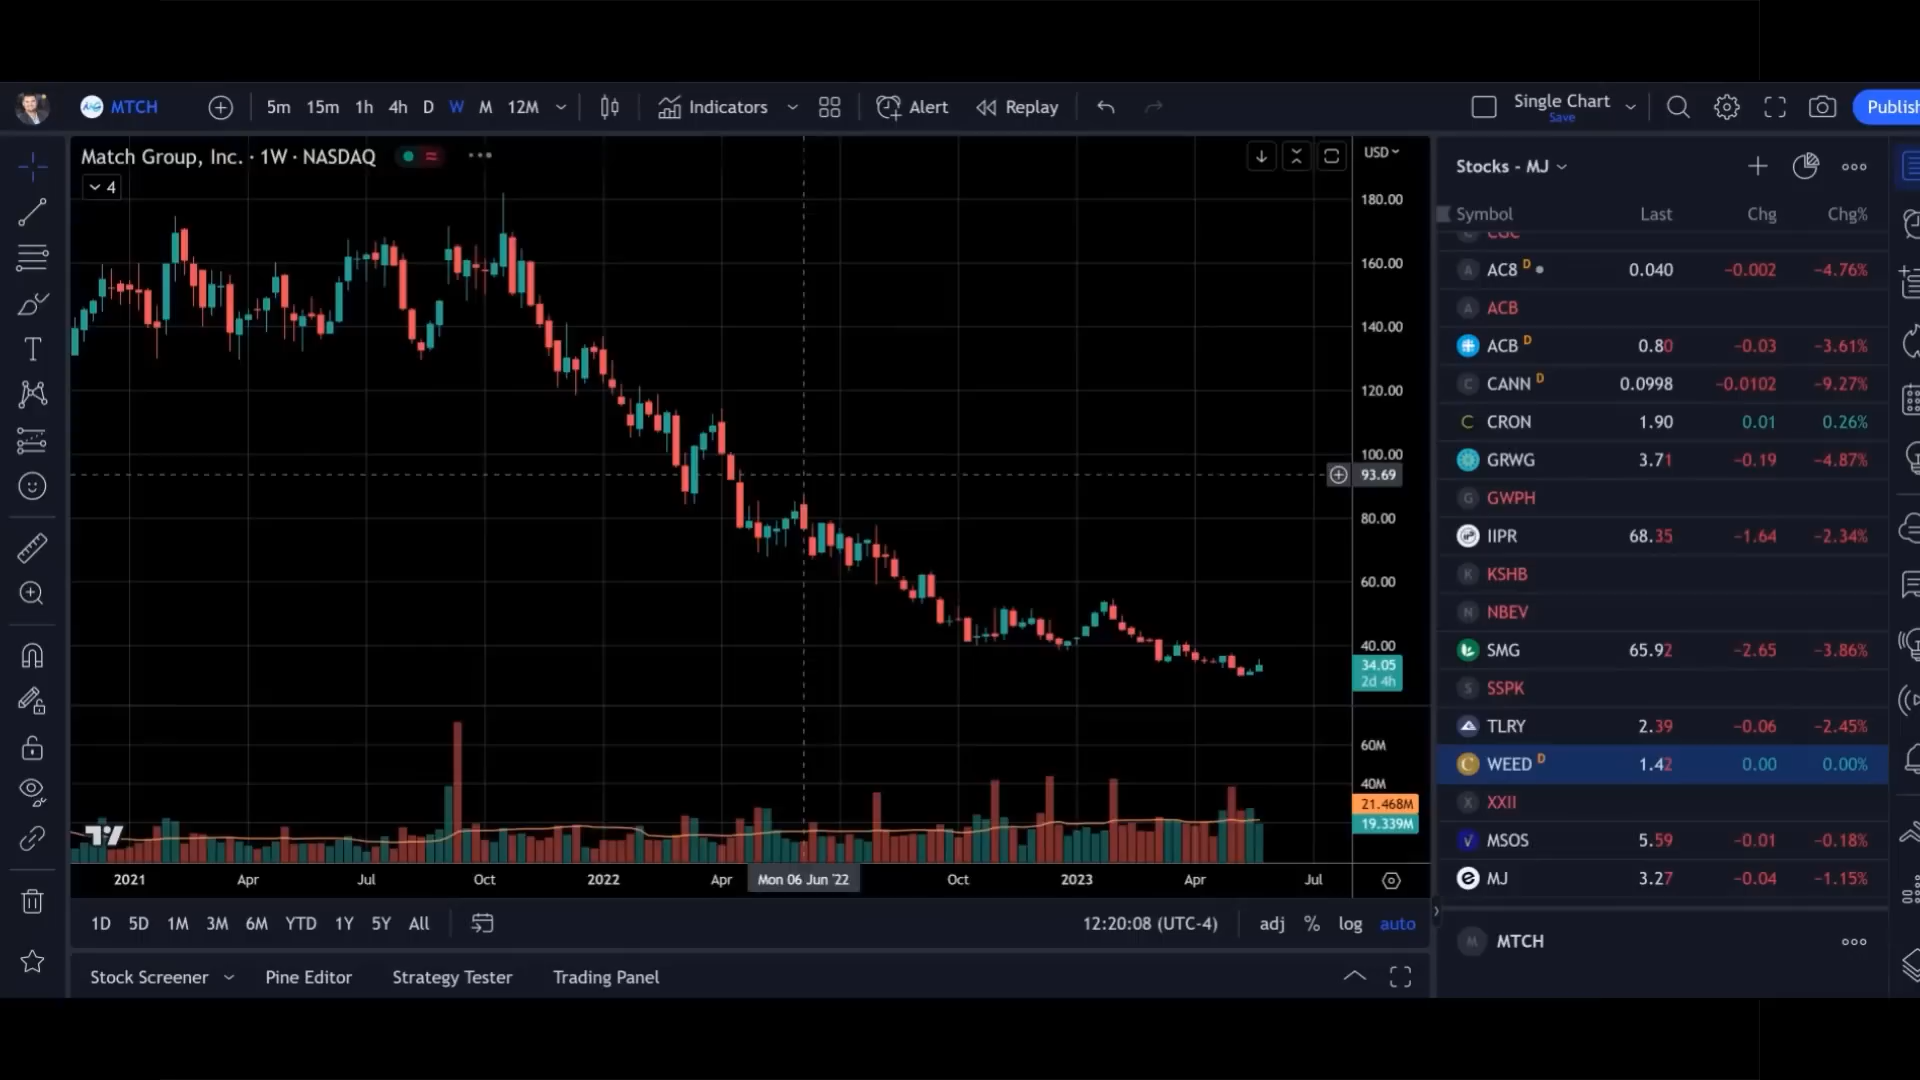 MTCH 5m 15m 1h 4h D W M 12M Indicators Alert Replay Single Chart Save Publish
Match Group, Inc. · 1W · NASDAQ
4
USD
180.00
160.00
140.00
120.00
100.00
93.69
80.00
60.00
40.00
34.05
2d 4h
60M
40M
21.468M
19.339M
2021 Apr Jul Oct 2022 Apr Mon 06 Jun '22 Oct 2023 Apr Jul
1D 5D 1M 3M 6M YTD 1Y 5Y All 12:20:08 (UTC-4) adj % log auto
Stock Screener Pine Editor Strategy Tester Trading Panel
Stocks - MJ
Symbol Last Chg Chg%
CGC
A AC8 D 0.040 −0.002 −4.76%
A ACB
ACB D 0.80 −0.03 −3.61%
C CANN D 0.0998 −0.0102 −9.27%
C CRON 1.90 0.01 0.26%
GRWG 3.71 −0.19 −4.87%
G GWPH
IIPR 68.35 −1.64 −2.34%
K KSHB
N NBEV
SMG 65.92 −2.65 −3.86%
S SSPK
TLRY 2.39 −0.06 −2.45%
C WEED D 1.42 0.00 0.00%
X XXII
V MSOS 5.59 −0.01 −0.18%
MJ 3.27 −0.04 −1.15%
M MTCH